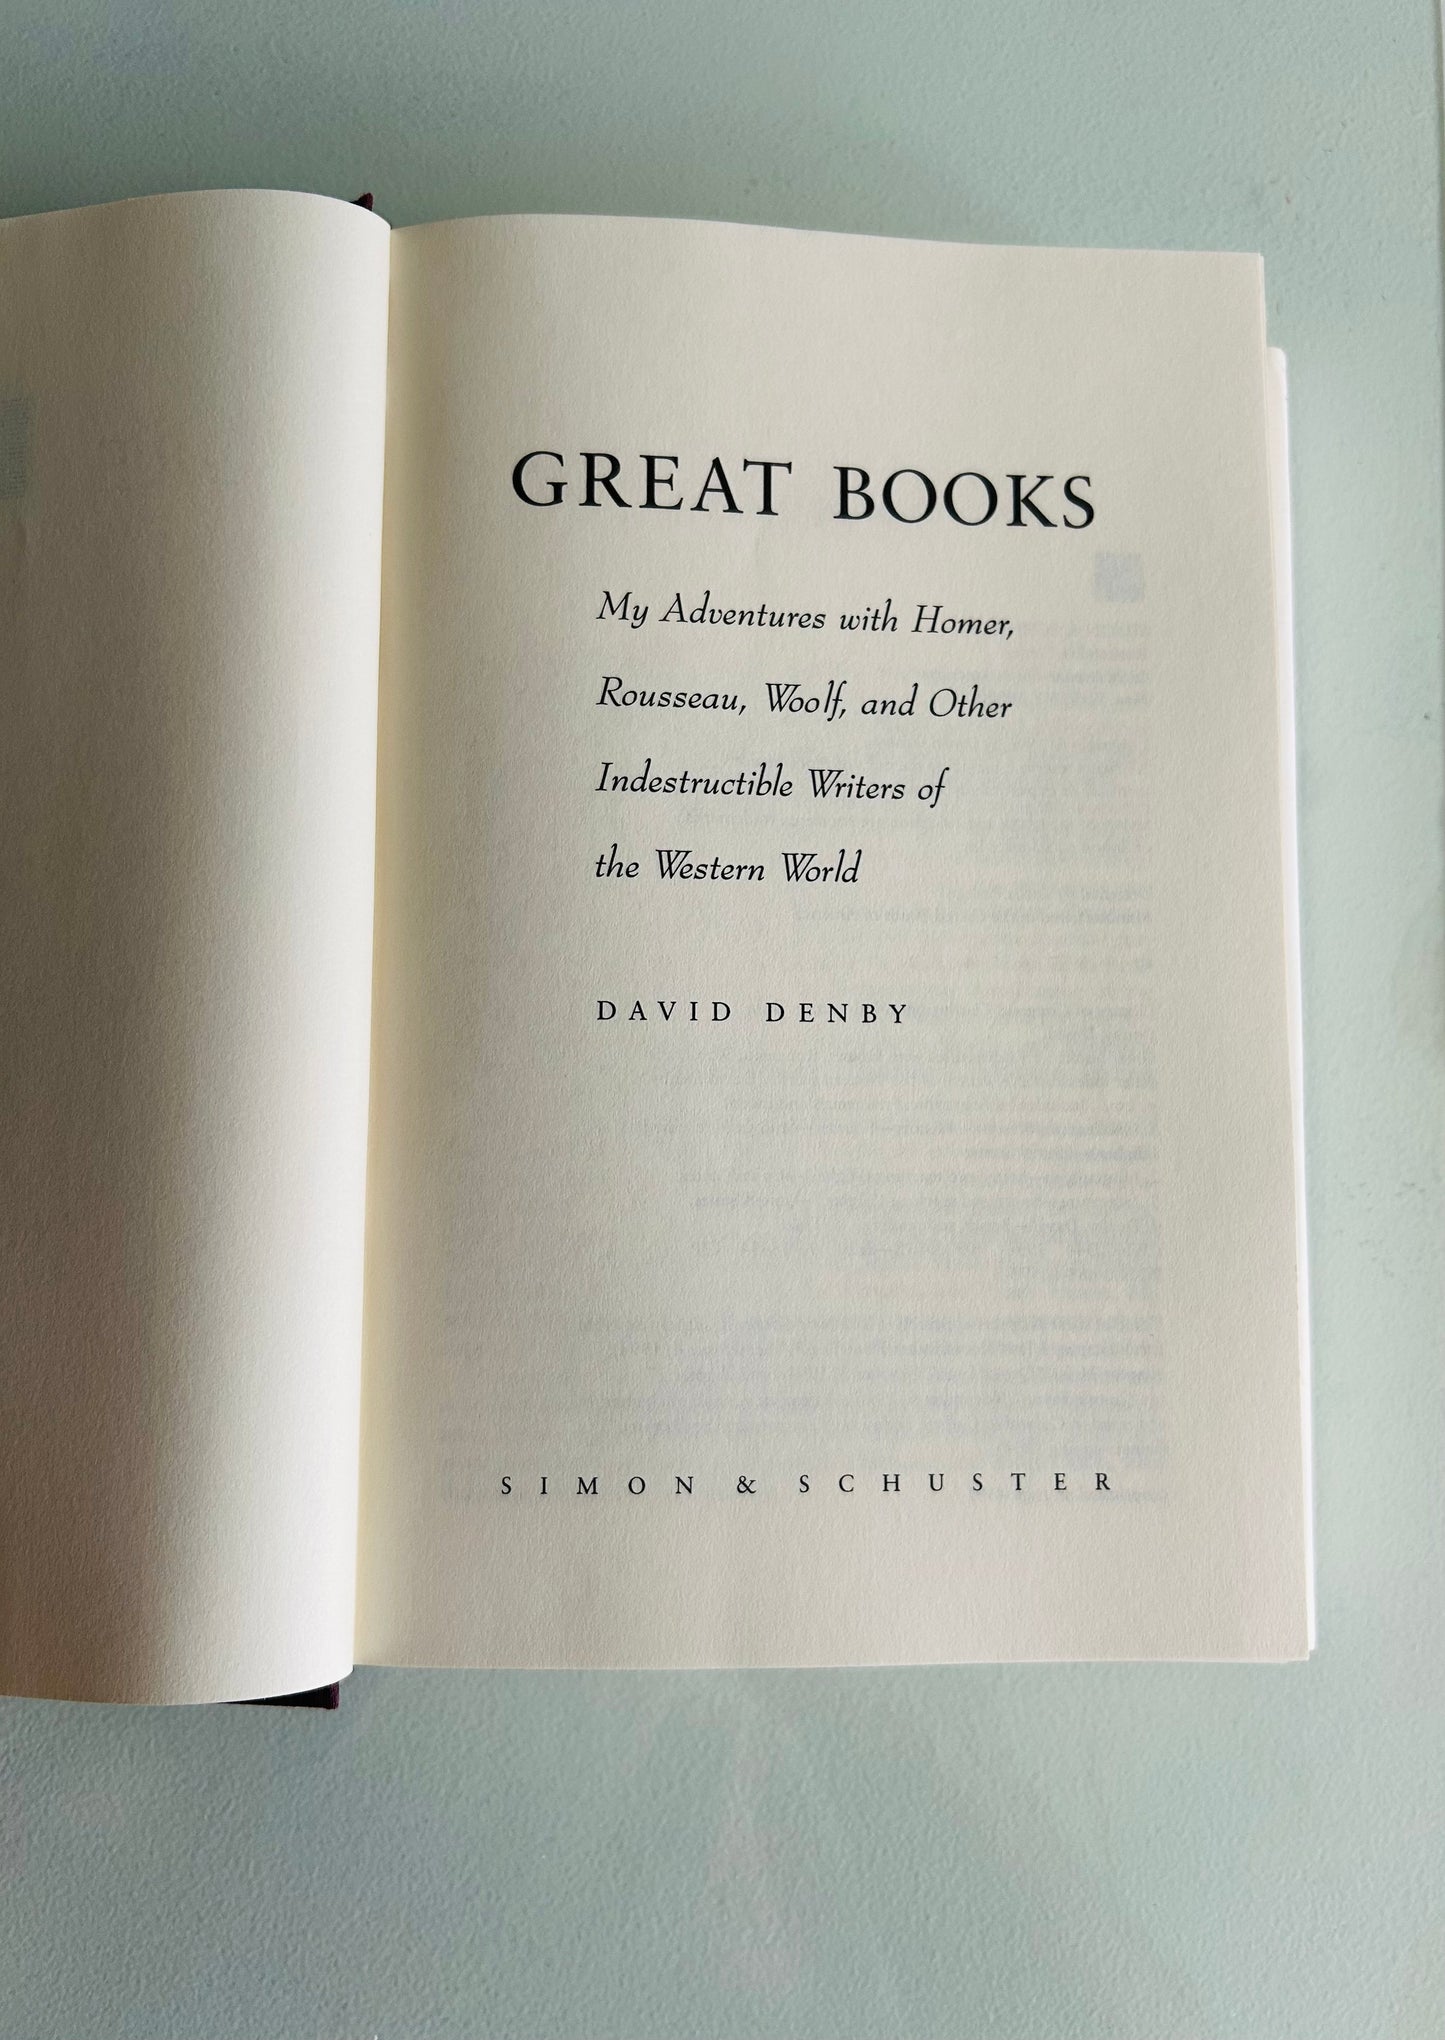 GREAT BOOKS
My Adventures with Homer,
Rousseau, Woolf, and Other
Indestructible Writers of
the Western World
DAVID DENBY
SIMON & SCHUSTER